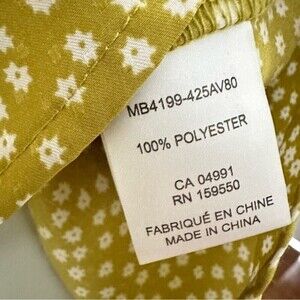 MB4199-425AV80
100% POLYESTER
CA 04991
RN 159550
FABRIQUÉ EN CHINE
MADE IN CHINA